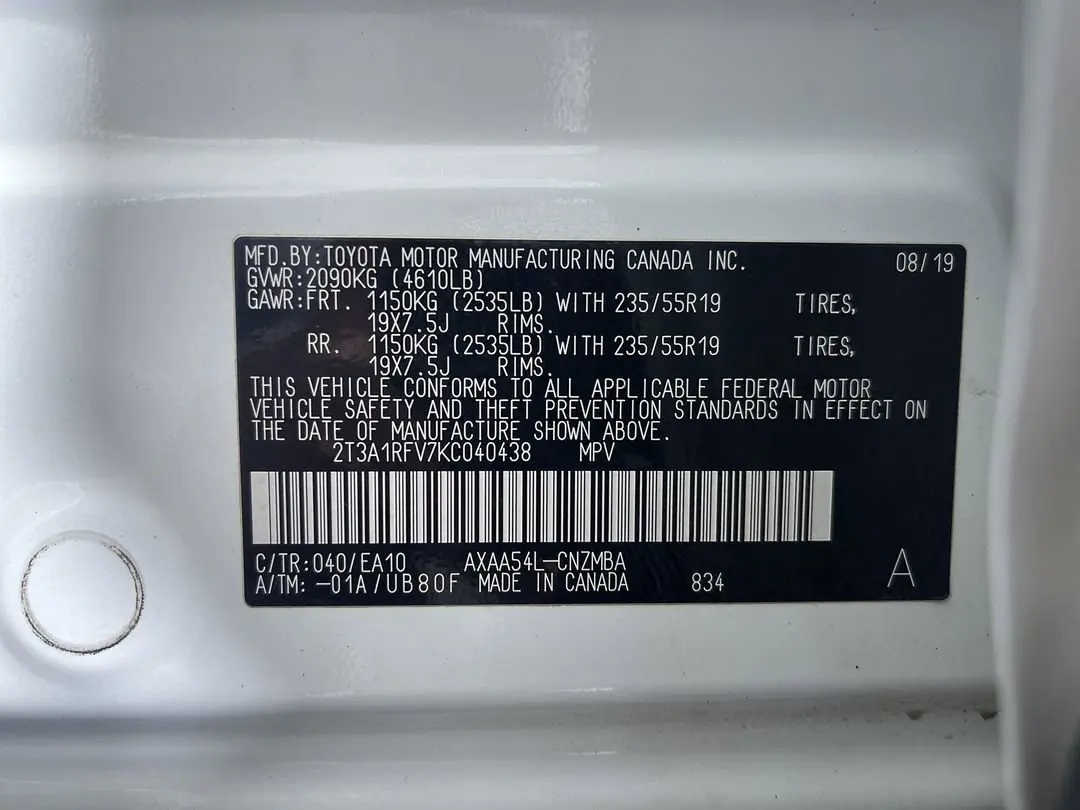 MFD.BY:TOYOTA MOTOR MANUFACTURING CANADA INC. 08/19
GVWR:2090KG (4610LB)
GAWR:FRT. 1150KG (2535LB) WITH 235/55R19 TIRES,
19X7.5J RIMS.
RR. 1150KG (2535LB) WITH 235/55R19 TIRES,
19X7.5J RIMS.
THIS VEHICLE CONFORMS TO ALL APPLICABLE FEDERAL MOTOR
VEHICLE SAFETY AND THEFT PREVENTION STANDARDS IN EFFECT ON
THE DATE OF MANUFACTURE SHOWN ABOVE.
2T3A1RFV7KC040438 MPV
C/TR:040/EA10 AXAA54L-CNZMBA
A/TM:-01A/UB80F MADE IN CANADA 834 A